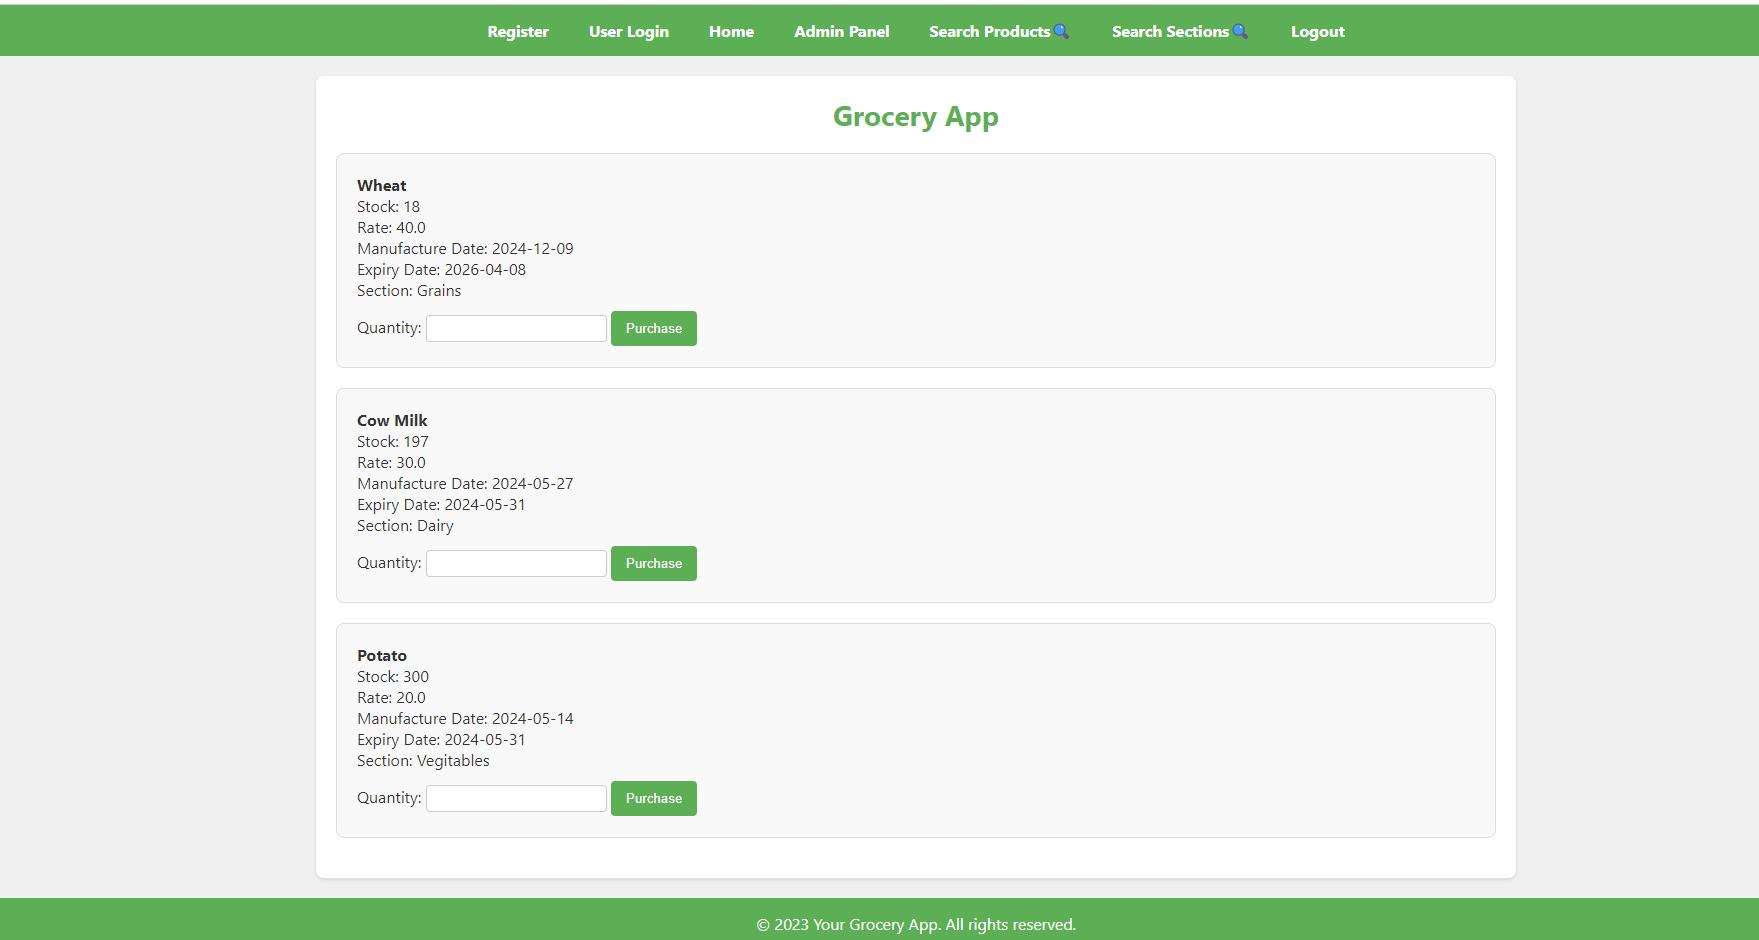 Register User Login Home Admin Panel Search Products🔍 Search Sections🔍 Logout
Grocery App
Wheat
Stock: 18
Rate: 40.0
Manufacture Date: 2024-12-09
Expiry Date: 2026-04-08
Section: Grains
Quantity: Purchase
Cow Milk
Stock: 197
Rate: 30.0
Manufacture Date: 2024-05-27
Expiry Date: 2024-05-31
Section: Dairy
Quantity: Purchase
Potato
Stock: 300
Rate: 20.0
Manufacture Date: 2024-05-14
Expiry Date: 2024-05-31
Section: Vegitables
Quantity: Purchase
© 2023 Your Grocery App. All rights reserved.